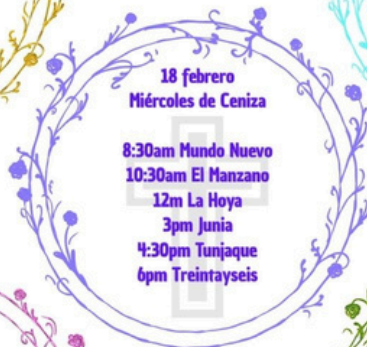 18 febrero
Miércoles de Ceniza
8:30am Mundo Nuevo
10:30am El Manzano
12m La Hoya
3pm Junia
4:30pm Tunjaque
6pm Treintayseis